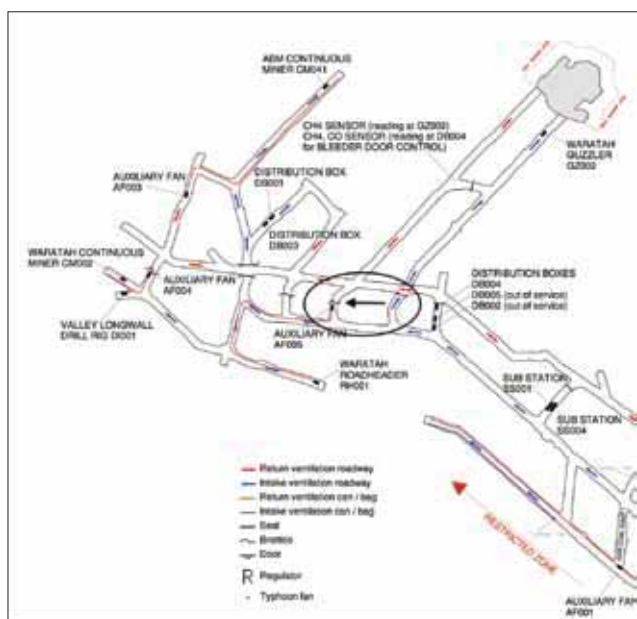 ABM CONTINUOUS
MINER CM041
CH4 SENSOR (reading at GZ002)
CH4, CO SENSOR (reading at DB004
for BLEEDER DOOR CONTROL)
WARATAH
GUZZLER
GZ002
AUXILIARY FAN
AF003
DISTRIBUTION BOX
DB001
DISTRIBUTION BOX
DB003
WARATAH CONTINUOUS
MINER CM002
AUXILIARY FAN
AF004
DISTRIBUTION BOXES
DB004
DB005 (out of service)
DB002 (out of service)
VALLEY LONGWALL
DRILL RIG DI001
AUXILIARY FAN
AF005
WARATAH
ROADHEADER
RH001
SUB STATION
SS001
SUB STATION
SS004
Return ventilation roadway
Intake ventilation roadway
Return ventilation can / bag
Intake ventilation can / bag
Seal
Brattice
Door
R Regulator
Typhoon fan
RESTRICTED ZONE
AUXILIARY FAN
AF001